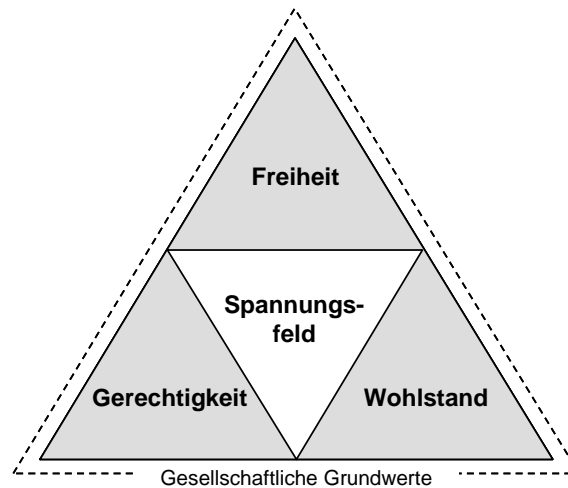 Freiheit
Spannungs-
feld
Gerechtigkeit
Wohlstand
Gesellschaftliche Grundwerte